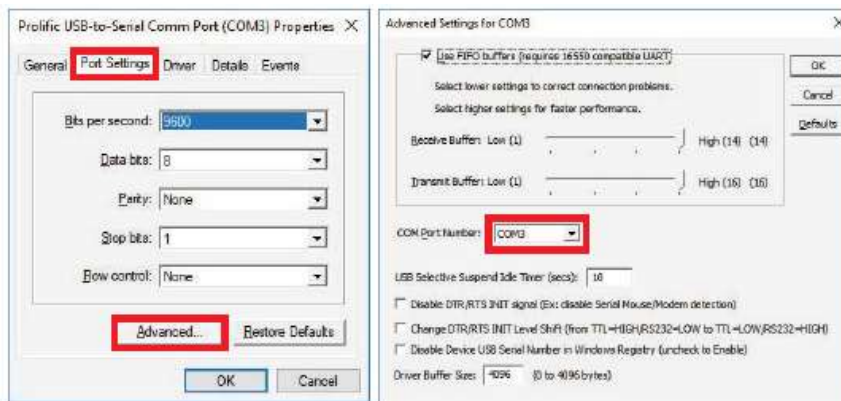 Prolific USB-to-Serial Comm Port (COM3) Properties
General Port Settings Driver Details Events
Bits per second: 9600
Data bits: 8
Parity: None
Stop bits: 1
Flow control: None
Advanced... Restore Defaults
OK Cancel
Advanced Settings for COM3
Use FIFO buffers (requires 16550 compatible UART)
OK
Select lower settings to correct connection problems.
Cancel
Select higher settings for faster performance.
Defaults
Receive Buffer: Low (1) High (14) (14)
Transmit Buffer: Low (1) High (16) (16)
COM Port Number: COM3
USB Selective Suspend Idle Timer (secs): 10
Disable DTR/RTS INIT signal (Ex: disable Serial Mouse/Modem detection)
Change DTR/RTS INIT Level Shift (from TTL=HIGH,RS232=LOW to TTL=LOW,RS232=HIGH)
Disable Device USB Serial Number in Windows Registry (uncheck to Enable)
Driver Buffer Size: 4096 (0 to 4096 bytes)